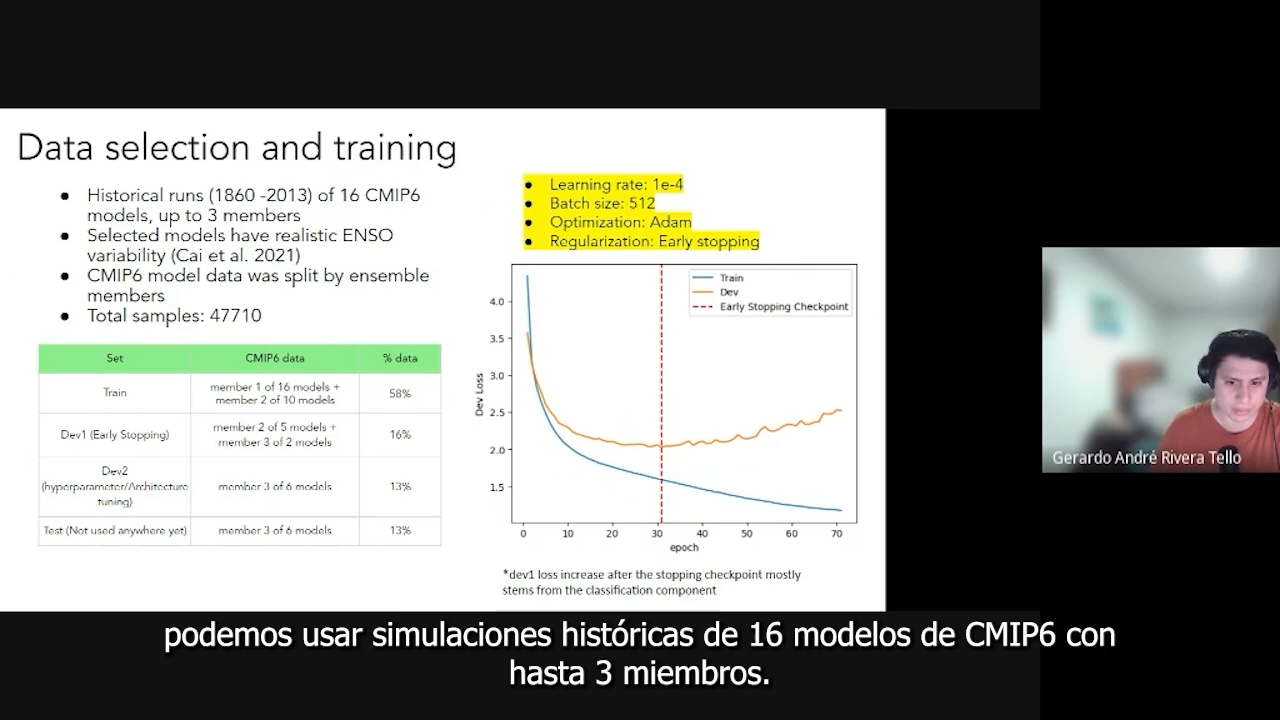 Data selection and training
● Historical runs (1860 -2013) of 16 CMIP6
models, up to 3 members
● Selected models have realistic ENSO
variability (Cai et al. 2021)
● CMIP6 model data was split by ensemble
members
● Total samples: 47710
Set CMIP6 data % data
Train member 1 of 16 models +
member 2 of 10 models 58%
Dev1 (Early Stopping) member 2 of 5 models +
member 3 of 2 models 16%
Dev2
(hyperparameter/Architecture
tuning) member 3 of 6 models 13%
Test (Not used anywhere yet) member 3 of 6 models 13%
● Learning rate: 1e-4
● Batch size: 512
● Optimization: Adam
● Regularization: Early stopping
Train
Dev
Early Stopping Checkpoint
Dev Loss
4.0
3.5
3.0
2.5
2.0
1.5
0 10 20 30 40 50 60 70
epoch
*dev1 loss increase after the stopping checkpoint mostly
stems from the classification component
Gerardo André Rivera Tello
podemos usar simulaciones históricas de 16 modelos de CMIP6 con
hasta 3 miembros.